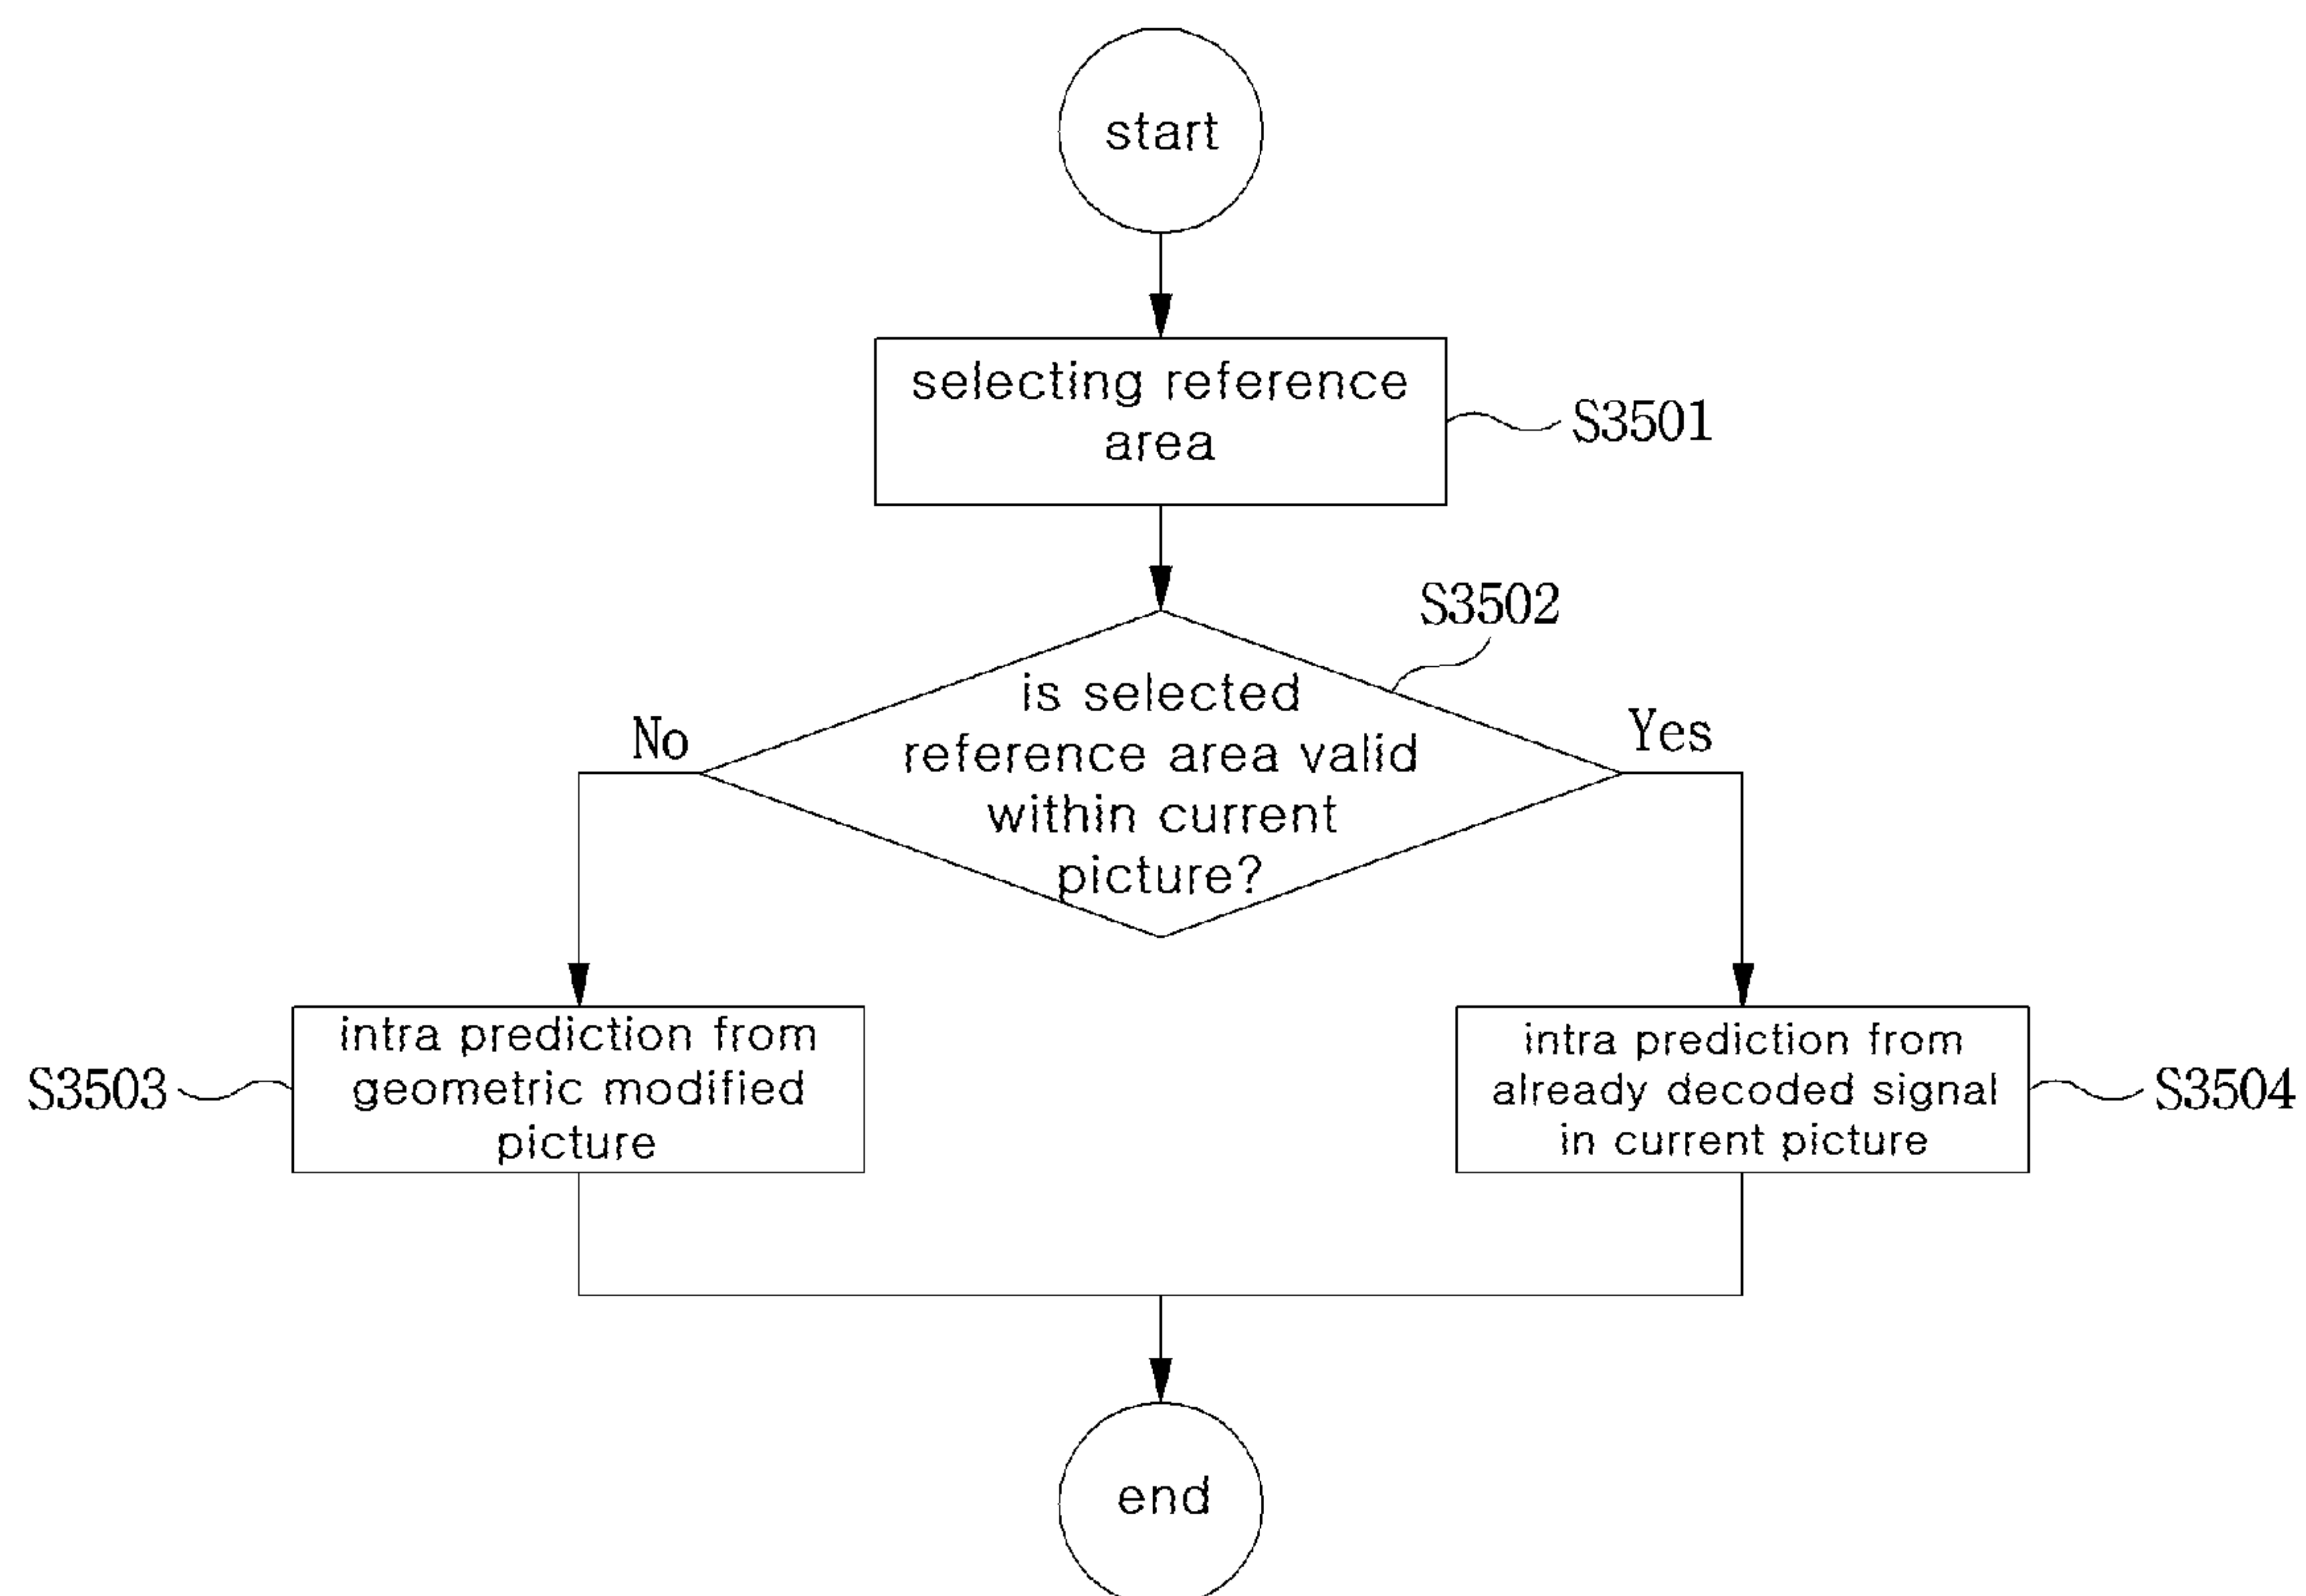 start
selecting reference
area
S3501
S3502
is selected
reference area valid
within current
picture?
No
Yes
intra prediction from
geometric modified
picture
S3503
intra prediction from
already decoded signal
in current picture
S3504
end